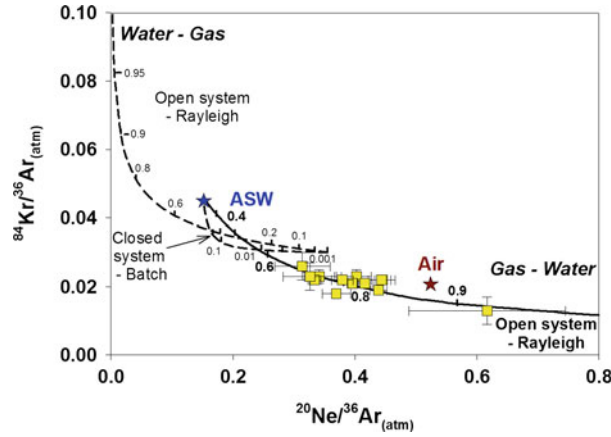 0.10
0.08
0.06
0.04
0.02
0.00
⁸⁴Kr/³⁶Ar(atm)
Water - Gas
0.95
Open system
- Rayleigh
0.9
0.8
0.6
ASW
0.4
0.2
0.1
Closed
system
- Batch
0.1
0.01
0.001
0.6
Air
Gas - Water
0.8
0.9
Open system
- Rayleigh
0.0
0.2
0.4
0.6
0.8
²⁰Ne/³⁶Ar(atm)